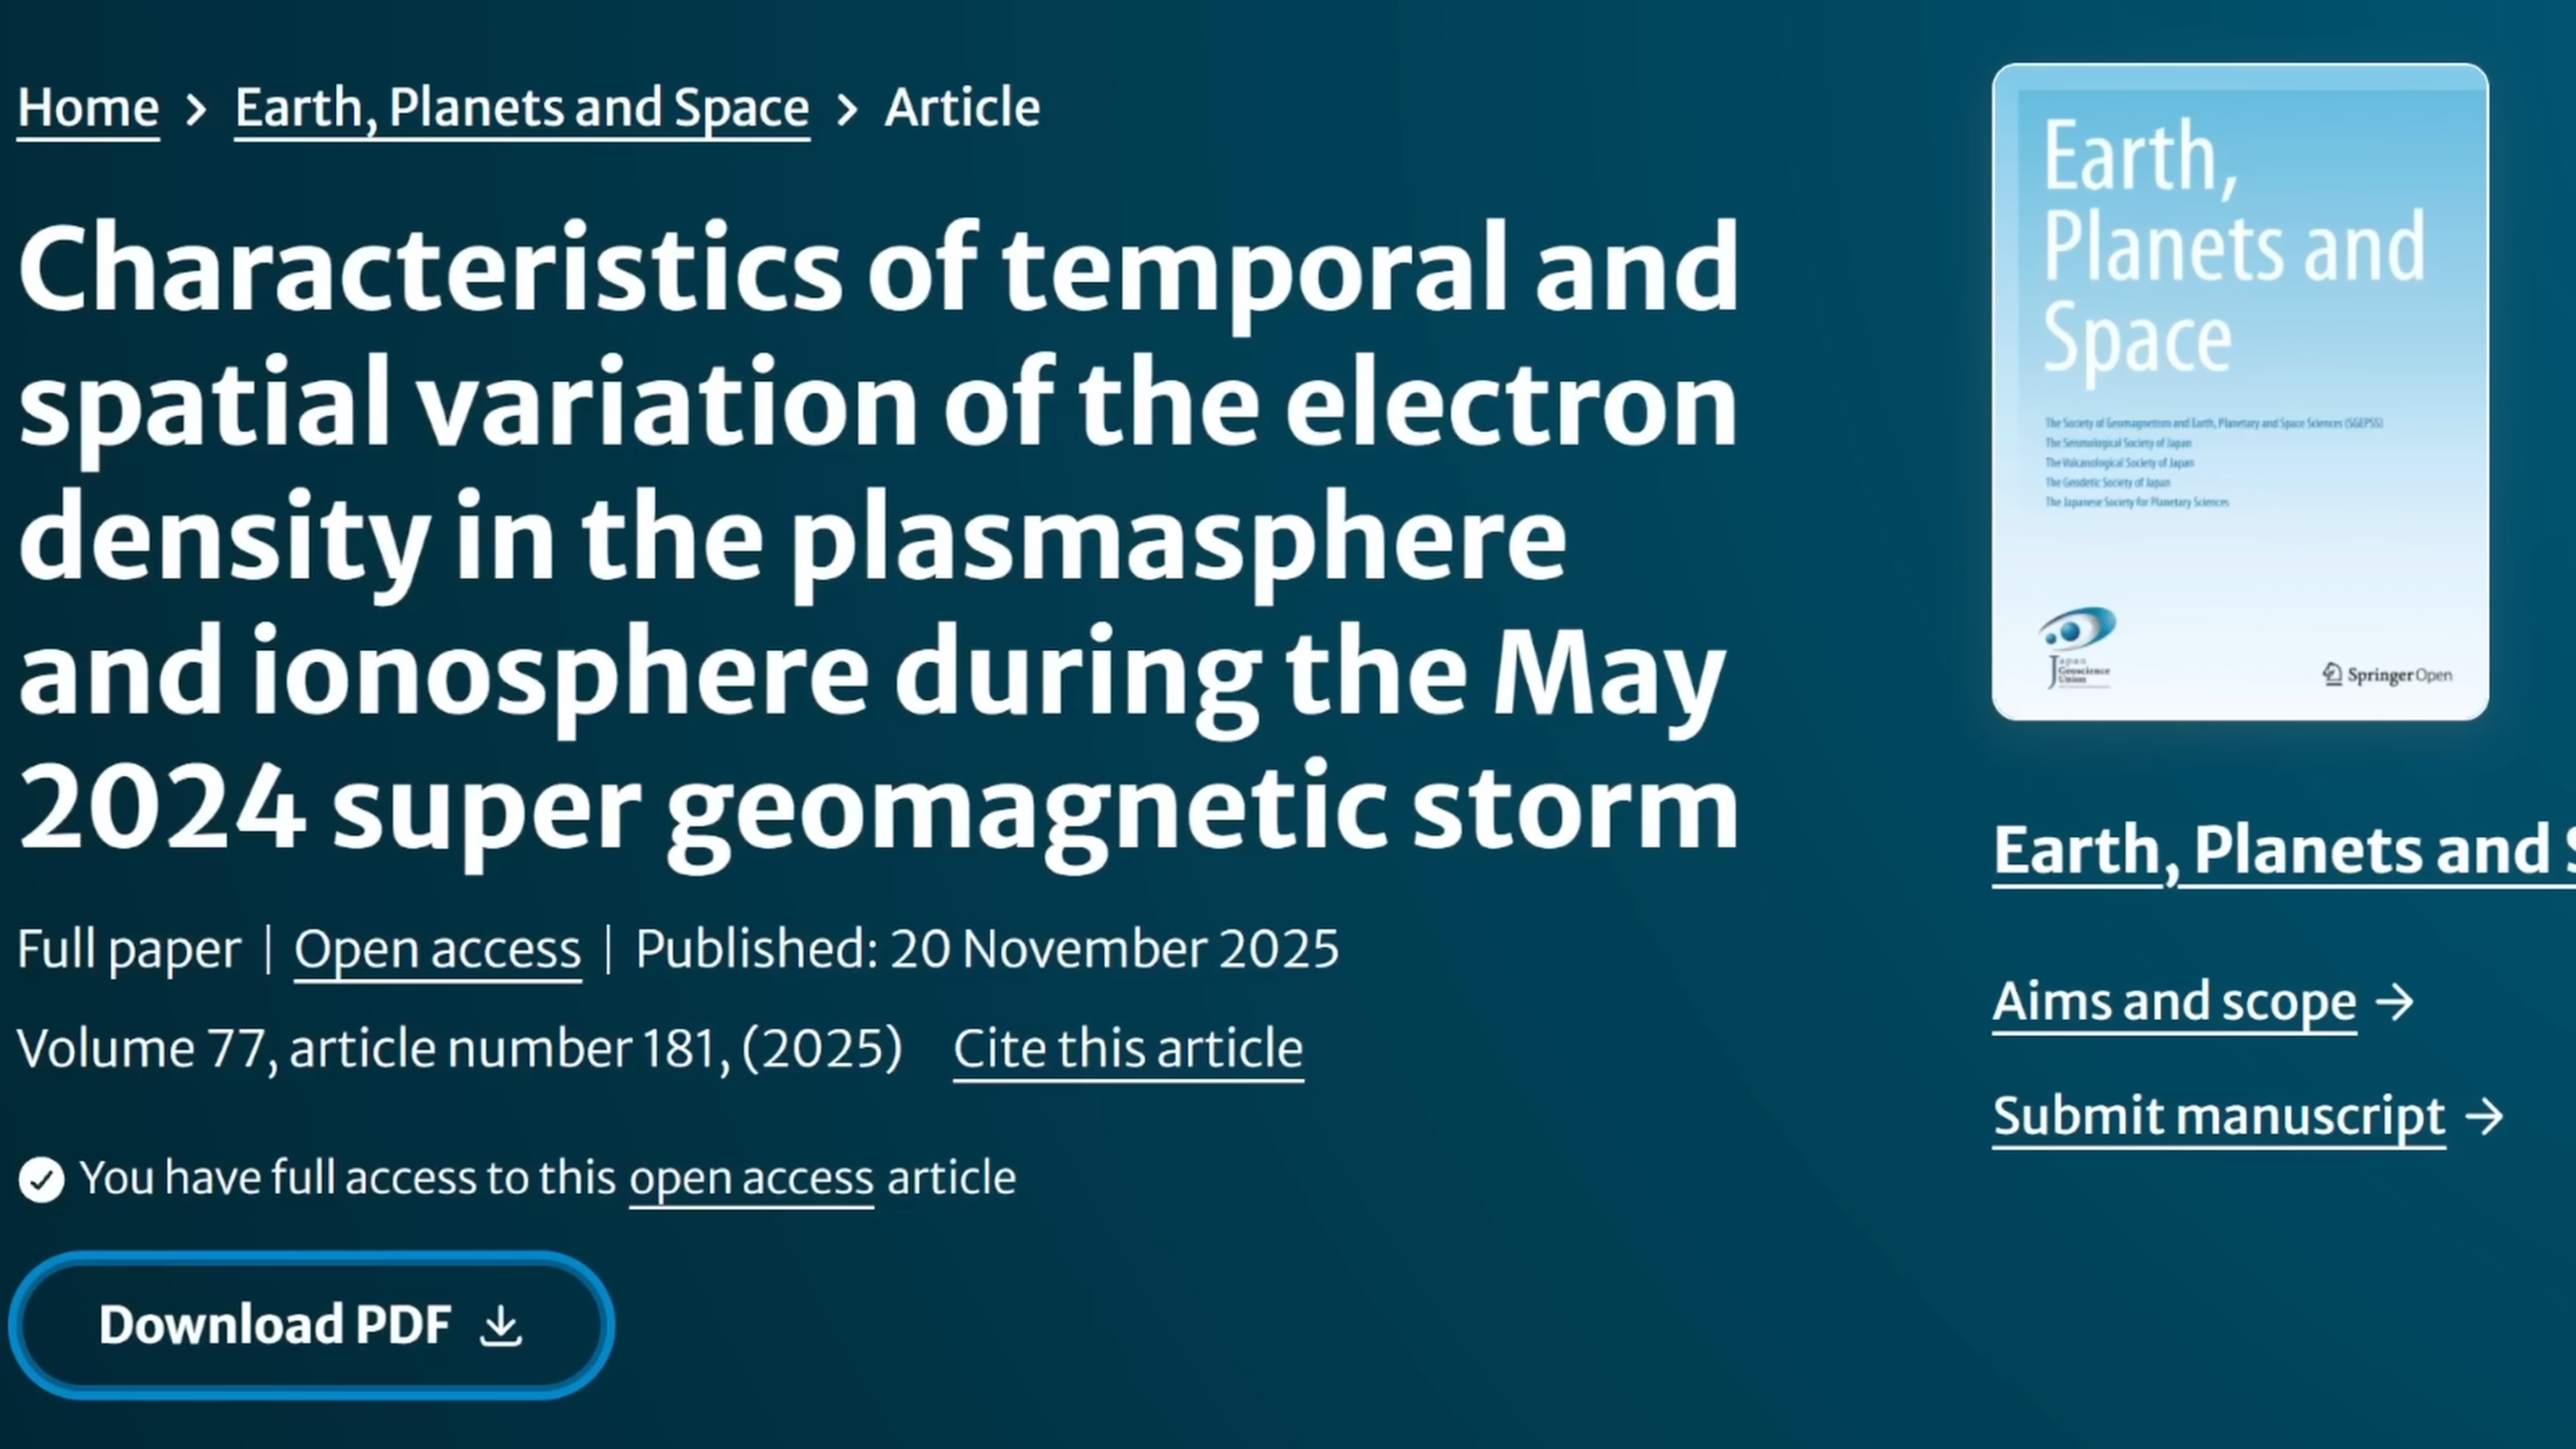 Home > Earth, Planets and Space > Article
Characteristics of temporal and
spatial variation of the electron
density in the plasmasphere
and ionosphere during the May
2024 super geomagnetic storm
Full paper | Open access | Published: 20 November 2025
Volume 77, article number 181, (2025) Cite this article
You have full access to this open access article
Download PDF
Earth,
Planets and
Space
The Society of Geomagnetism and Earth, Planetary and Space Sciences (SGEPSS)
The Seismological Society of Japan
The Volcanological Society of Japan
The Geodetic Society of Japan
The Japanese Society for Planetary Sciences
Japan
Geoscience
Union
Springer Open
Earth, Planets and S
Aims and scope →
Submit manuscript →